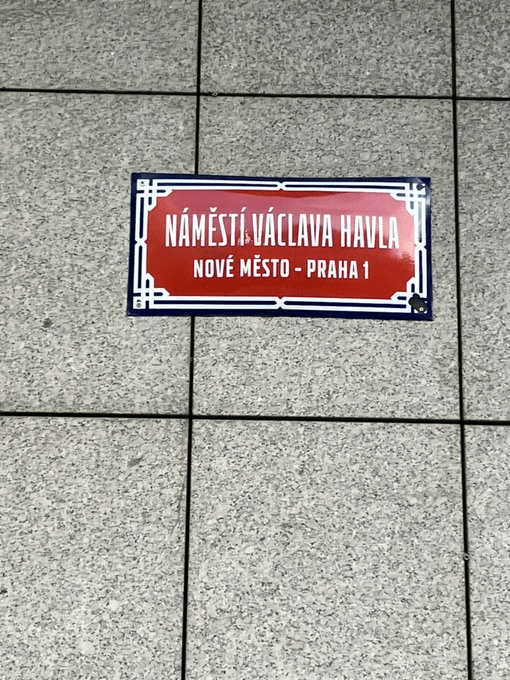 NÁMĚSTÍ VÁCLAVA HAVLA
NOVÉ MĚSTO - PRAHA 1